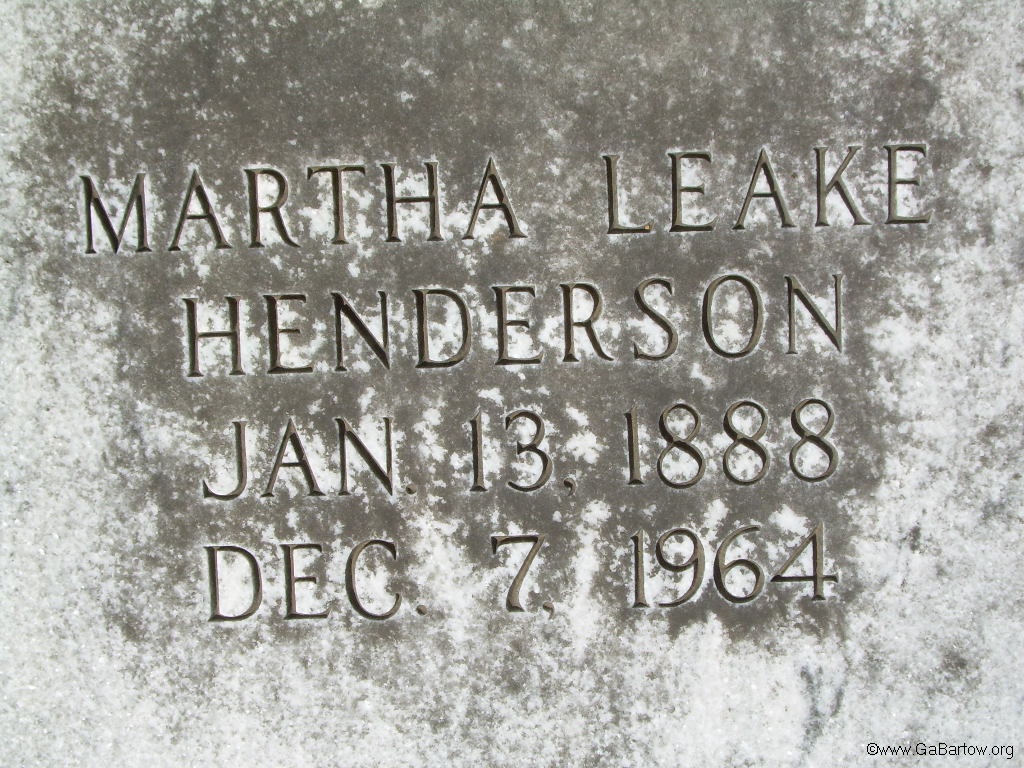 MARTHA LEAKE
HENDERSON
JAN. 13, 1888
DEC. 7, 1964
©www.GaBartow.org